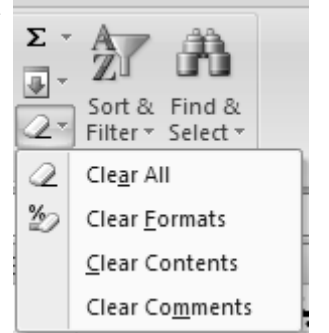 Σ
A
Z
Sort & Find &
Filter Select
Clear All
%
Clear Formats
Clear Contents
Clear Comments